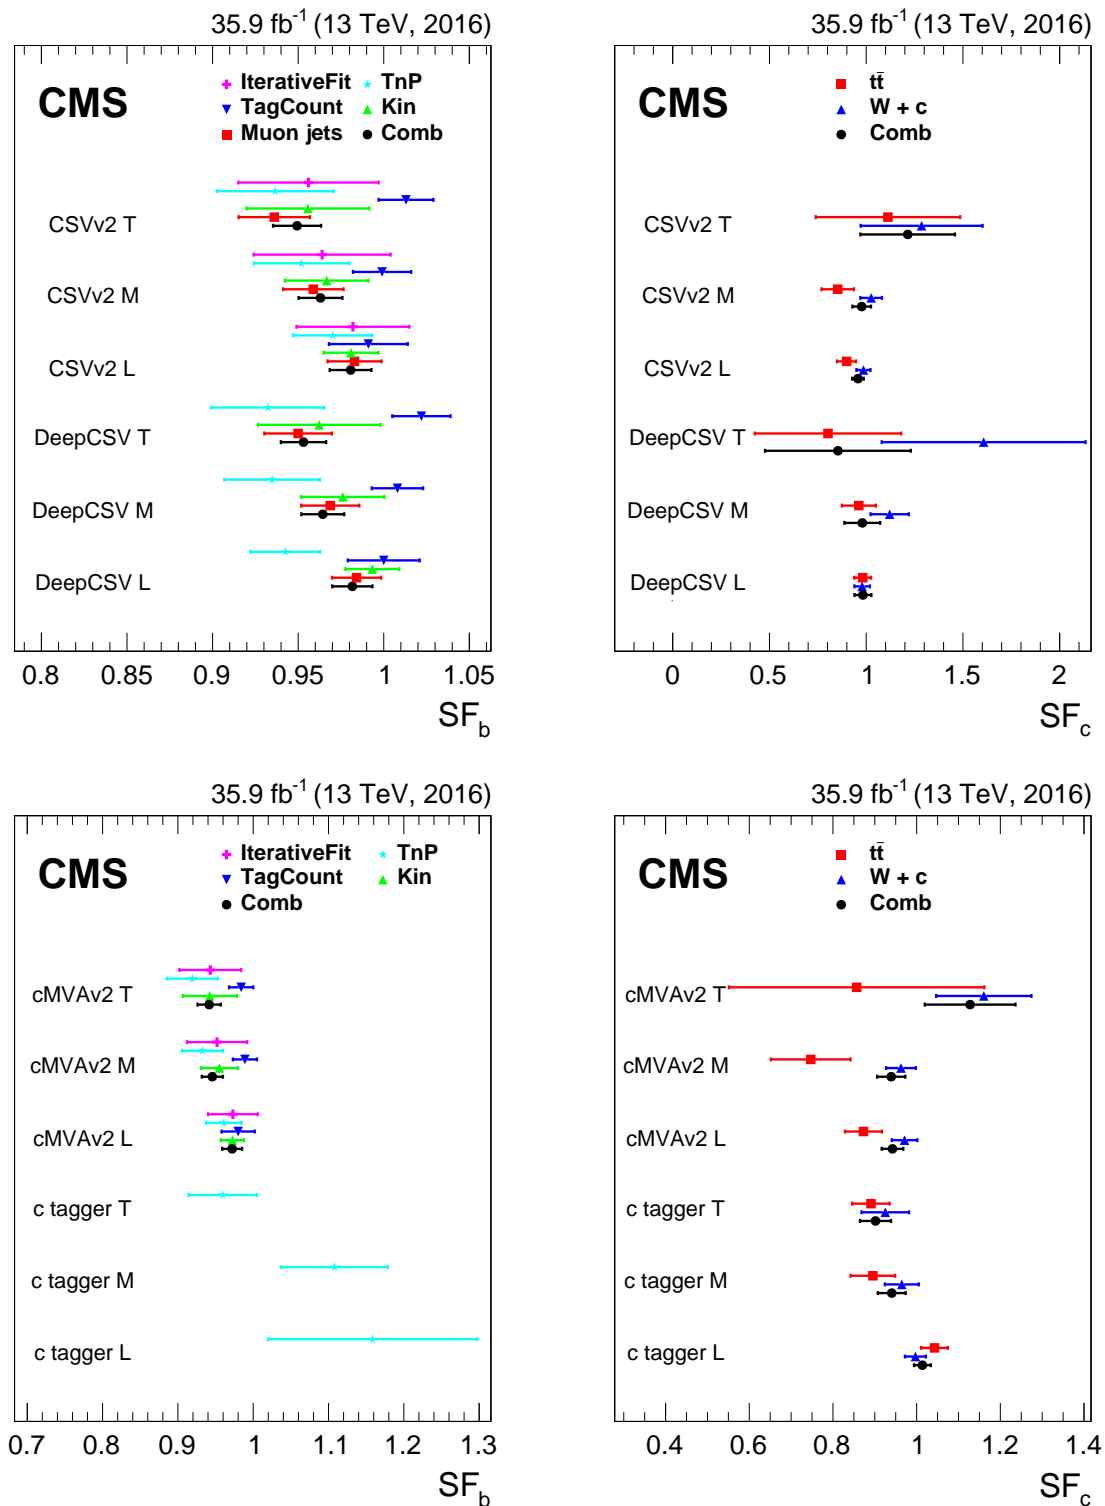 35.9 fb⁻¹ (13 TeV, 2016)
CMS
IterativeFit TnP
TagCount Kin
Muon jets Comb
CSVv2 T
CSVv2 M
CSVv2 L
DeepCSV T
DeepCSV M
DeepCSV L
0.8 0.85 0.9 0.95 1 1.05
SF_b
35.9 fb⁻¹ (13 TeV, 2016)
CMS
tt̄
W + c
Comb
CSVv2 T
CSVv2 M
CSVv2 L
DeepCSV T
DeepCSV M
DeepCSV L
0 0.5 1 1.5 2
SF_c
35.9 fb⁻¹ (13 TeV, 2016)
CMS
IterativeFit TnP
TagCount Kin
Comb
cMVAv2 T
cMVAv2 M
cMVAv2 L
c tagger T
c tagger M
c tagger L
0.7 0.8 0.9 1 1.1 1.2 1.3
SF_b
35.9 fb⁻¹ (13 TeV, 2016)
CMS
tt̄
W + c
Comb
cMVAv2 T
cMVAv2 M
cMVAv2 L
c tagger T
c tagger M
c tagger L
0.4 0.6 0.8 1 1.2 1.4
SF_c